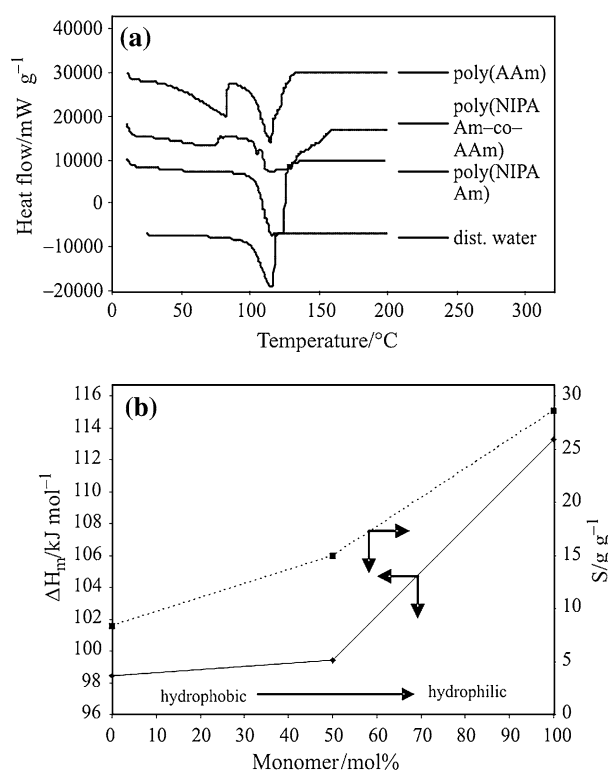 (a)
Heat flow/mW g–1
40000
30000
20000
10000
0
–10000
–20000
poly(AAm)
poly(NIPA
Am–co–
AAm)
poly(NIPA
Am)
dist. water
0 50 100 150 200 250 300
Temperature/°C
(b)
ΔHm/kJ mol–1
116
114
112
110
108
106
104
102
100
98
96
30
25
20
15
10
5
0
S/g g–1
hydrophobic
hydrophilic
0 10 20 30 40 50 60 70 80 90 100
Monomer/mol%